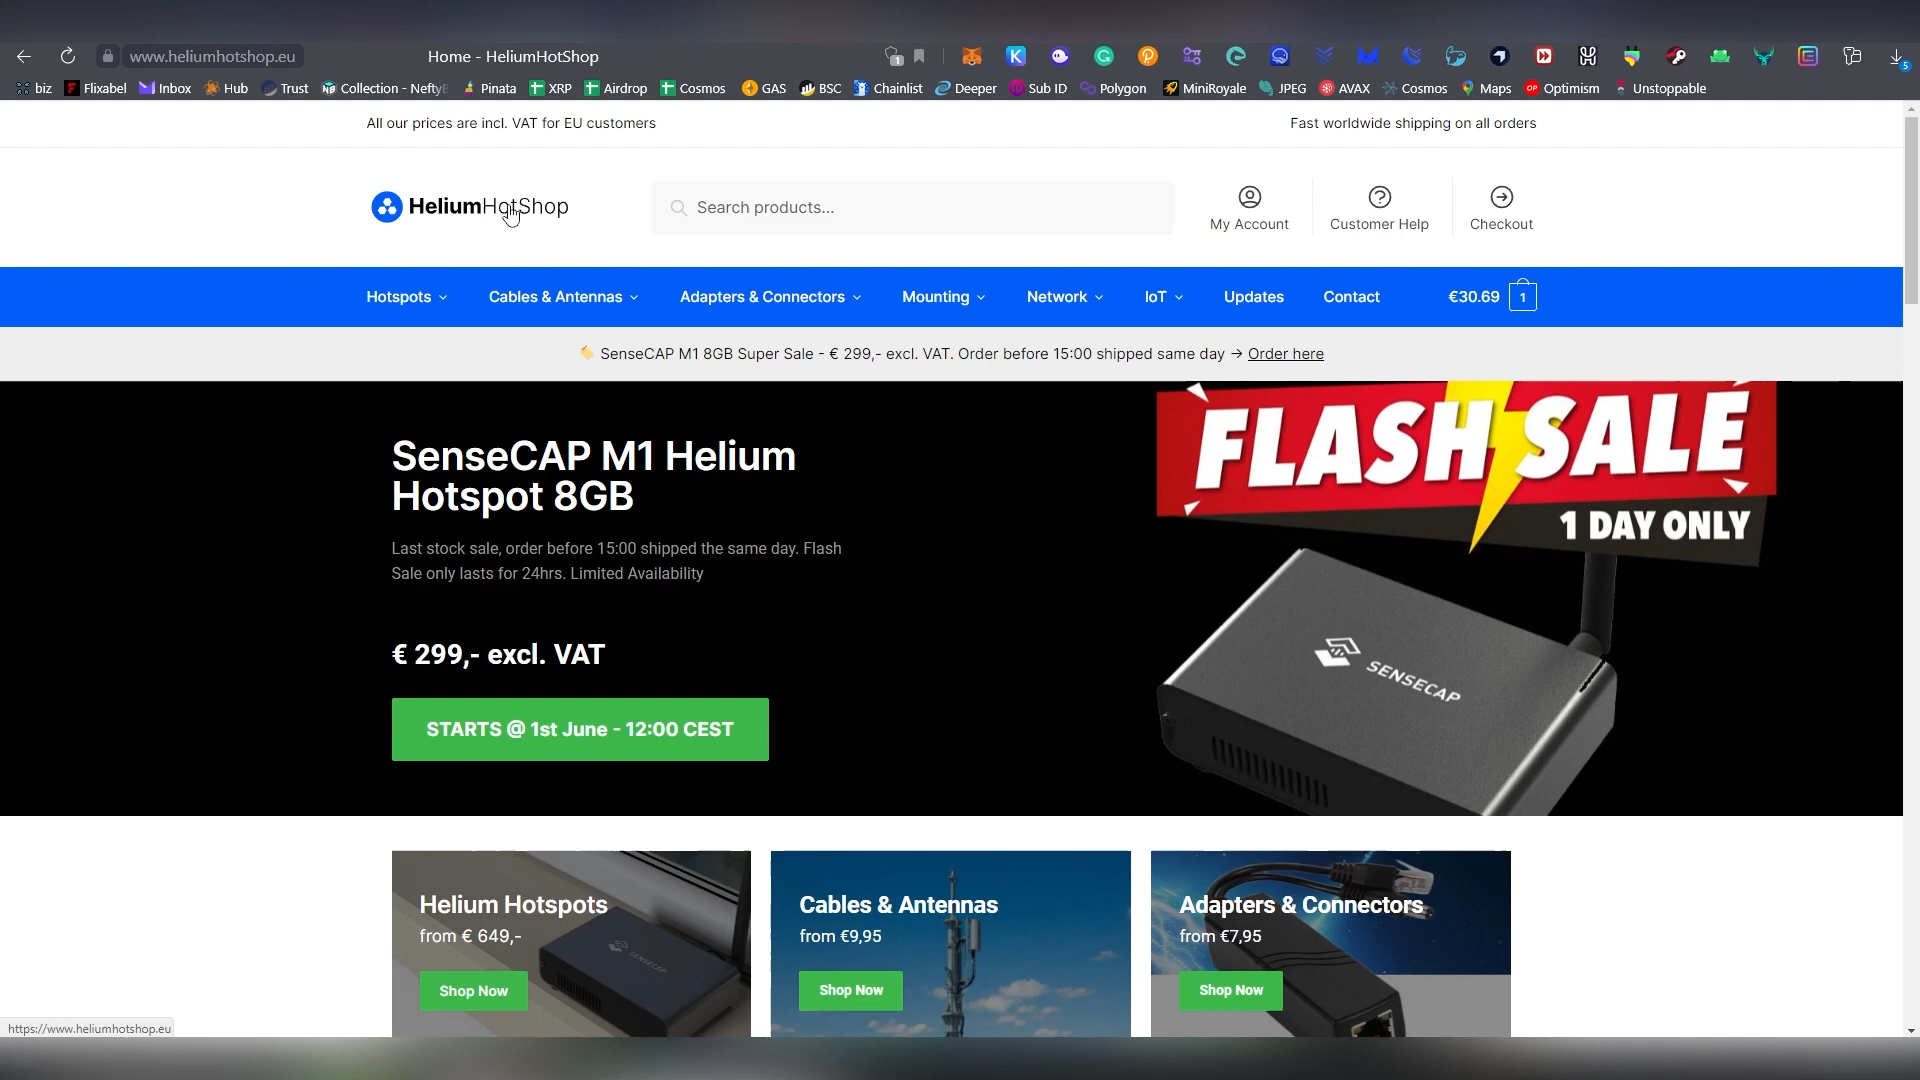 www.heliumhotshop.eu
Home - HeliumHotShop
1
5
biz
Flixabel
Inbox
Hub
Trust
Collection - Nefty
Pinata
XRP
Airdrop
Cosmos
GAS
BSC
Chainlist
Deeper
Sub ID
Polygon
MiniRoyale
JPEG
AVAX
Cosmos
Maps
OP Optimism
Unstoppable
All our prices are incl. VAT for EU customers
Fast worldwide shipping on all orders
HeliumHotShop
Search products...
My Account
Customer Help
Checkout
Hotspots
Cables & Antennas
Adapters & Connectors
Mounting
Network
IoT
Updates
Contact
€30.69
1
SenseCAP M1 8GB Super Sale - € 299,- excl. VAT. Order before 15:00 shipped same day → Order here
SenseCAP M1 Helium
Hotspot 8GB
Last stock sale, order before 15:00 shipped the same day. Flash
Sale only lasts for 24hrs. Limited Availability
€ 299,- excl. VAT
STARTS @ 1st June - 12:00 CEST
FLASH SALE
1 DAY ONLY
SENSECAP
Helium Hotspots
from € 649,-
Shop Now
SENSECAP
Cables & Antennas
from €9,95
Shop Now
Adapters & Connectors
from €7,95
Shop Now
https://www.heliumhotshop.eu